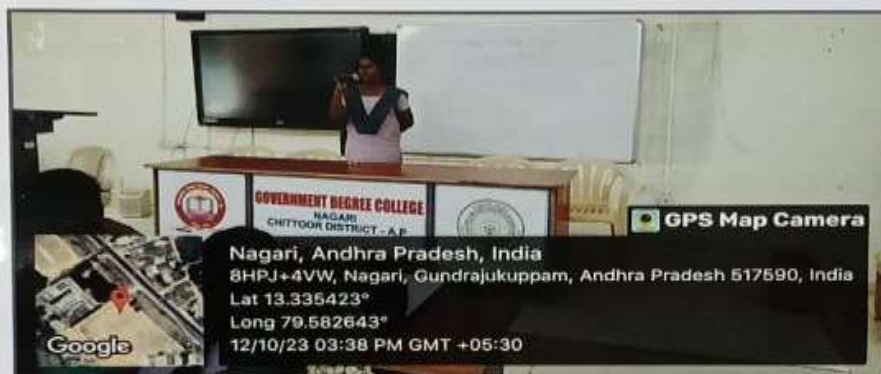 GOVERNMENT DEGREE COLLEGE
NAGARI
CHITTOOR DISTRICT - A.P
GPS Map Camera
Nagari, Andhra Pradesh, India
8HPJ+4VW, Nagari, Gundrajukuppam, Andhra Pradesh 517590, India
Lat 13.335423°
Long 79.582643°
12/10/23 03:38 PM GMT +05:30
Google